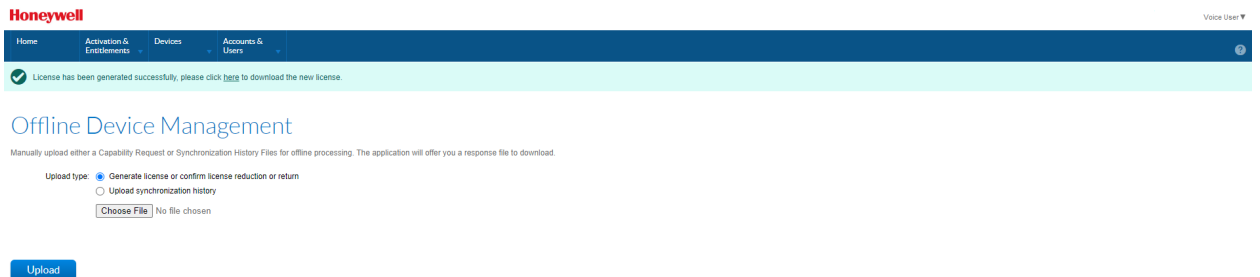 Honeywell
Voice User▼
Home
Activation & Entitlements
Devices
Accounts & Users
?
License has been generated successfully, please click here to download the new license.
Offline Device Management
Manually upload either a Capability Request or Synchronization History Files for offline processing. The application will offer you a response file to download.
Upload type: Generate license or confirm license reduction or return
Upload synchronization history
Choose File No file chosen
Upload